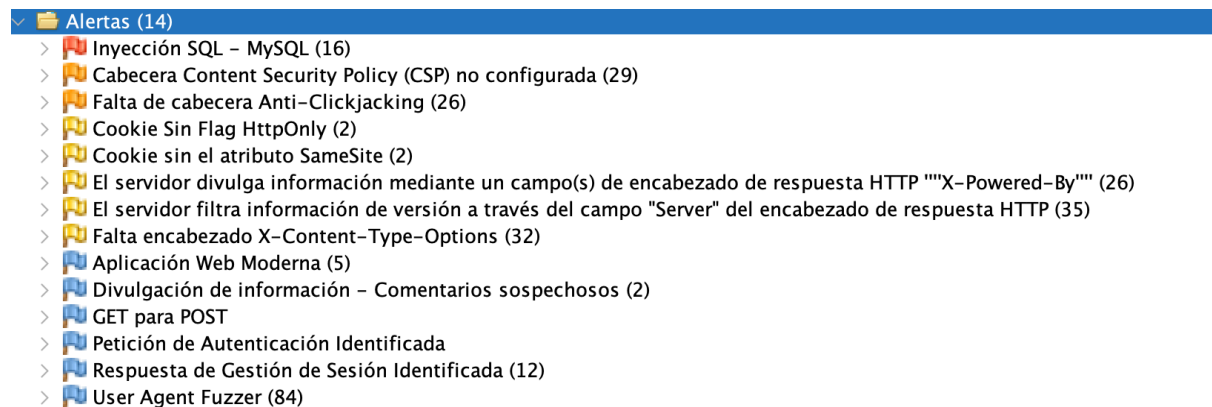 Alertas (14)
Inyección SQL - MySQL (16)
Cabecera Content Security Policy (CSP) no configurada (29)
Falta de cabecera Anti-Clickjacking (26)
Cookie Sin Flag HttpOnly (2)
Cookie sin el atributo SameSite (2)
El servidor divulga información mediante un campo(s) de encabezado de respuesta HTTP ""''X-Powered-By''"" (26)
El servidor filtra información de versión a través del campo "Server" del encabezado de respuesta HTTP (35)
Falta encabezado X-Content-Type-Options (32)
Aplicación Web Moderna (5)
Divulgación de información - Comentarios sospechosos (2)
GET para POST
Petición de Autenticación Identificada
Respuesta de Gestión de Sesión Identificada (12)
User Agent Fuzzer (84)